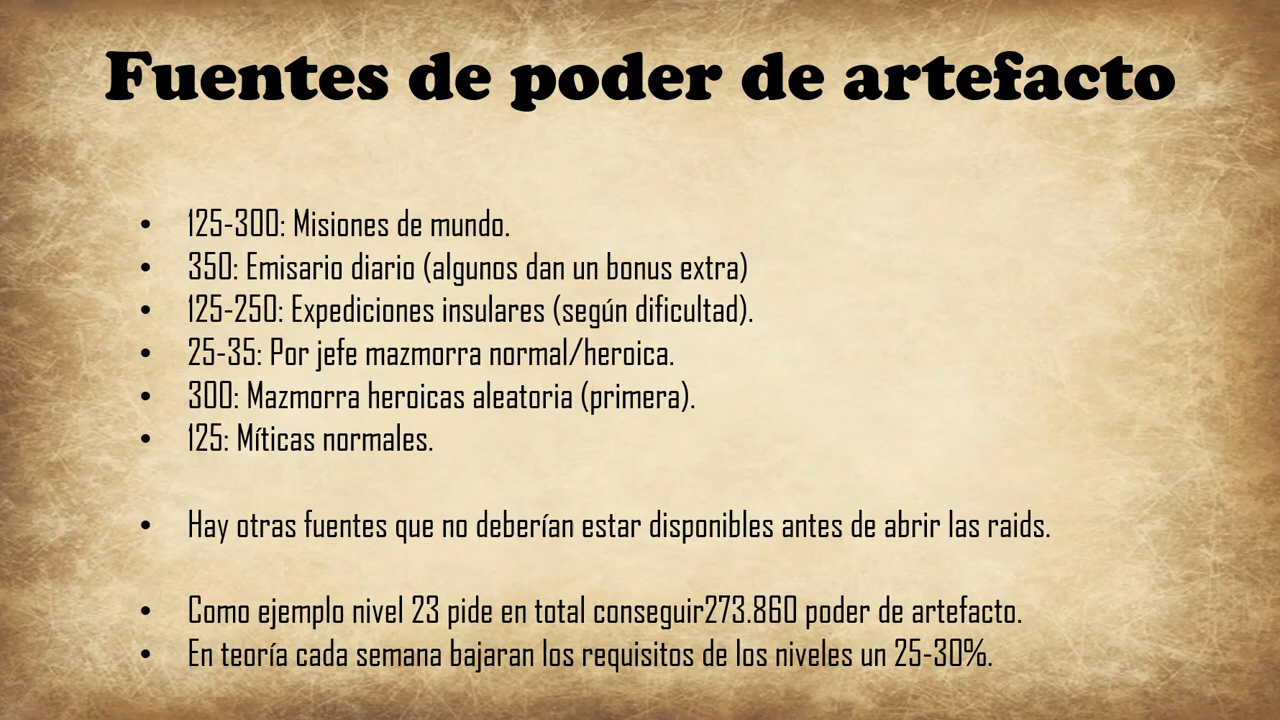 Fuentes de poder de artefacto
• 125-300: Misiones de mundo.
• 350: Emisario diario (algunos dan un bonus extra)
• 125-250: Expediciones insulares (según dificultad).
• 25-35: Por jefe mazmorra normal/heroica.
• 300: Mazmorra heroicas aleatoria (primera).
• 125: Míticas normales.
• Hay otras fuentes que no deberían estar disponibles antes de abrir las raids.
• Como ejemplo nivel 23 pide en total conseguir273.860 poder de artefacto.
• En teoría cada semana bajaran los requisitos de los niveles un 25-30%.